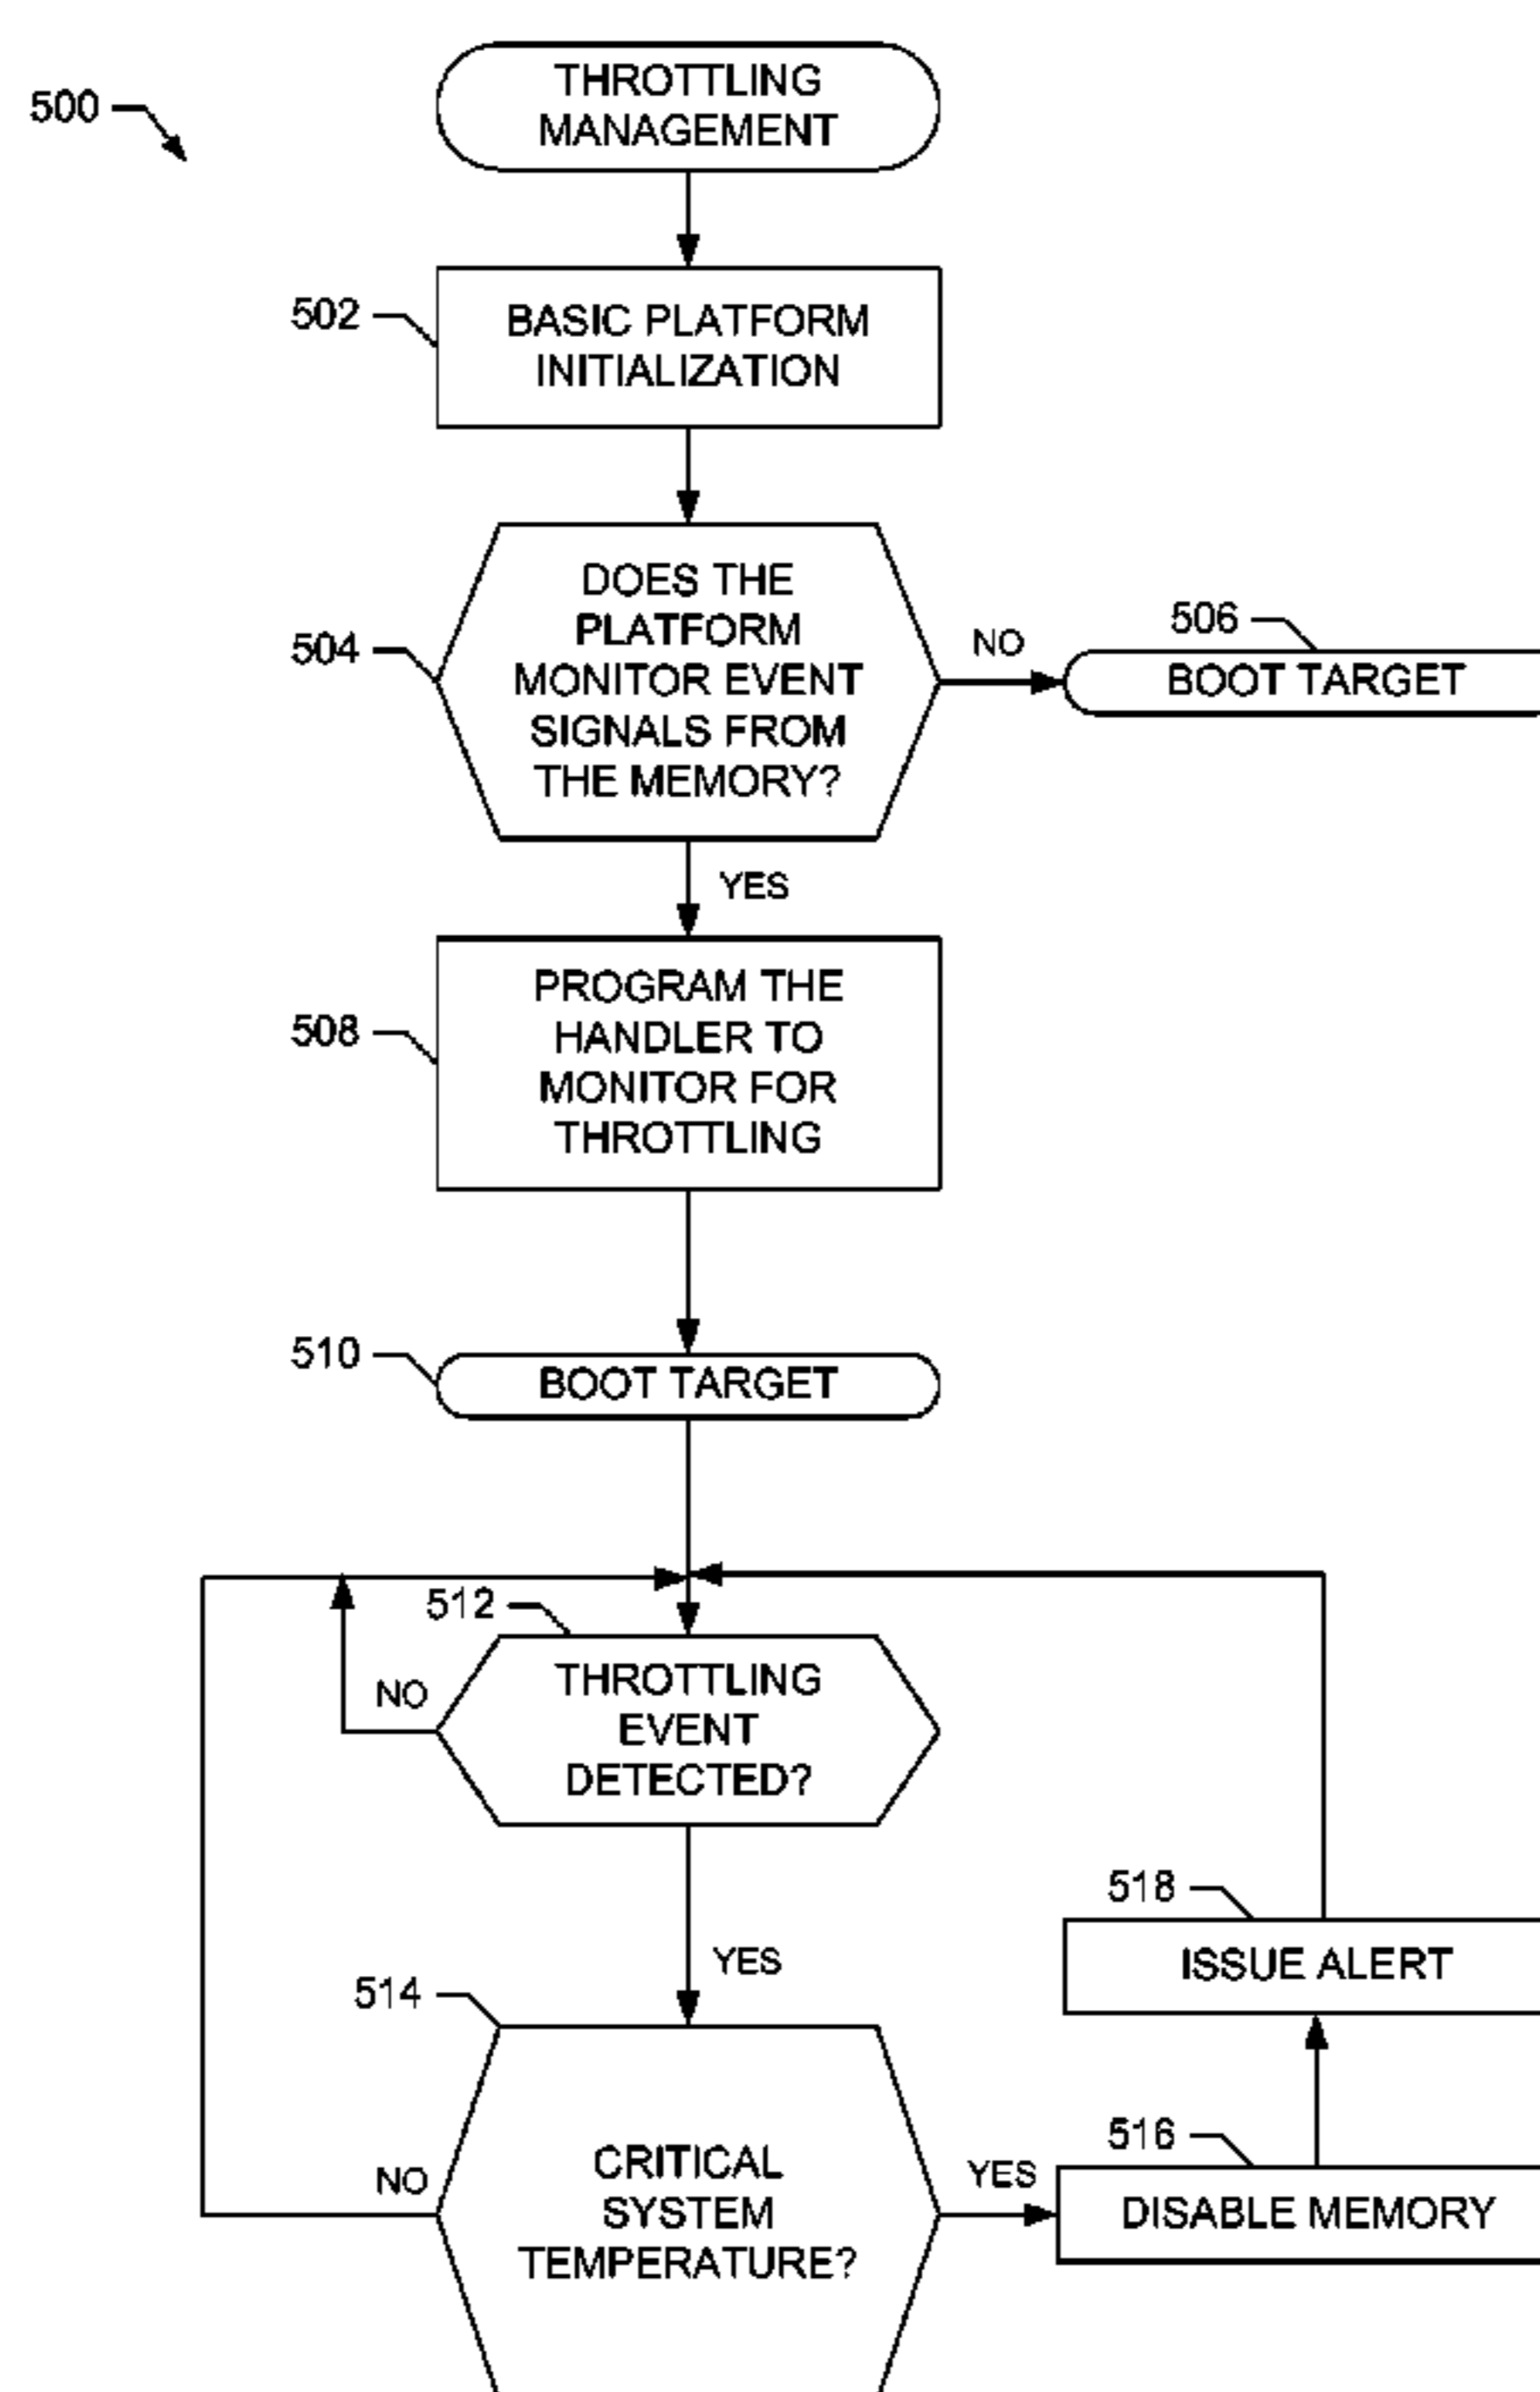 500
THROTTLING
MANAGEMENT
502
BASIC PLATFORM
INITIALIZATION
504
DOES THE
PLATFORM
MONITOR EVENT
SIGNALS FROM
THE MEMORY?
NO
506
BOOT TARGET
YES
508
PROGRAM THE
HANDLER TO
MONITOR FOR
THROTTLING
510
BOOT TARGET
512
NO
THROTTLING
EVENT
DETECTED?
YES
518
ISSUE ALERT
514
NO
CRITICAL
SYSTEM
TEMPERATURE?
YES
516
DISABLE MEMORY